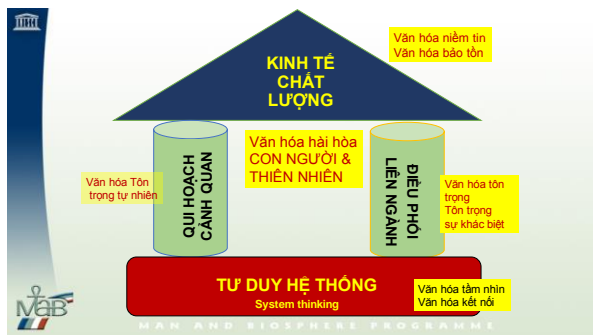 Văn hóa niềm tin
Văn hóa bảo tồn
KINH TẾ
CHẤT
LƯỢNG
Văn hóa hài hòa
CON NGƯỜI &
THIÊN NHIÊN
Văn hóa Tôn
trọng tự nhiên
QUI HOẠCH
CẢNH QUAN
ĐIỀU PHỐI
LIÊN NGÀNH
Văn hóa tôn
trọng
Tôn trọng
sự khác biệt
TƯ DUY HỆ THỐNG
System thinking
Văn hóa tầm nhìn
Văn hóa kết nối
MaB
MAN AND BIOSPHERE PROGRAMME